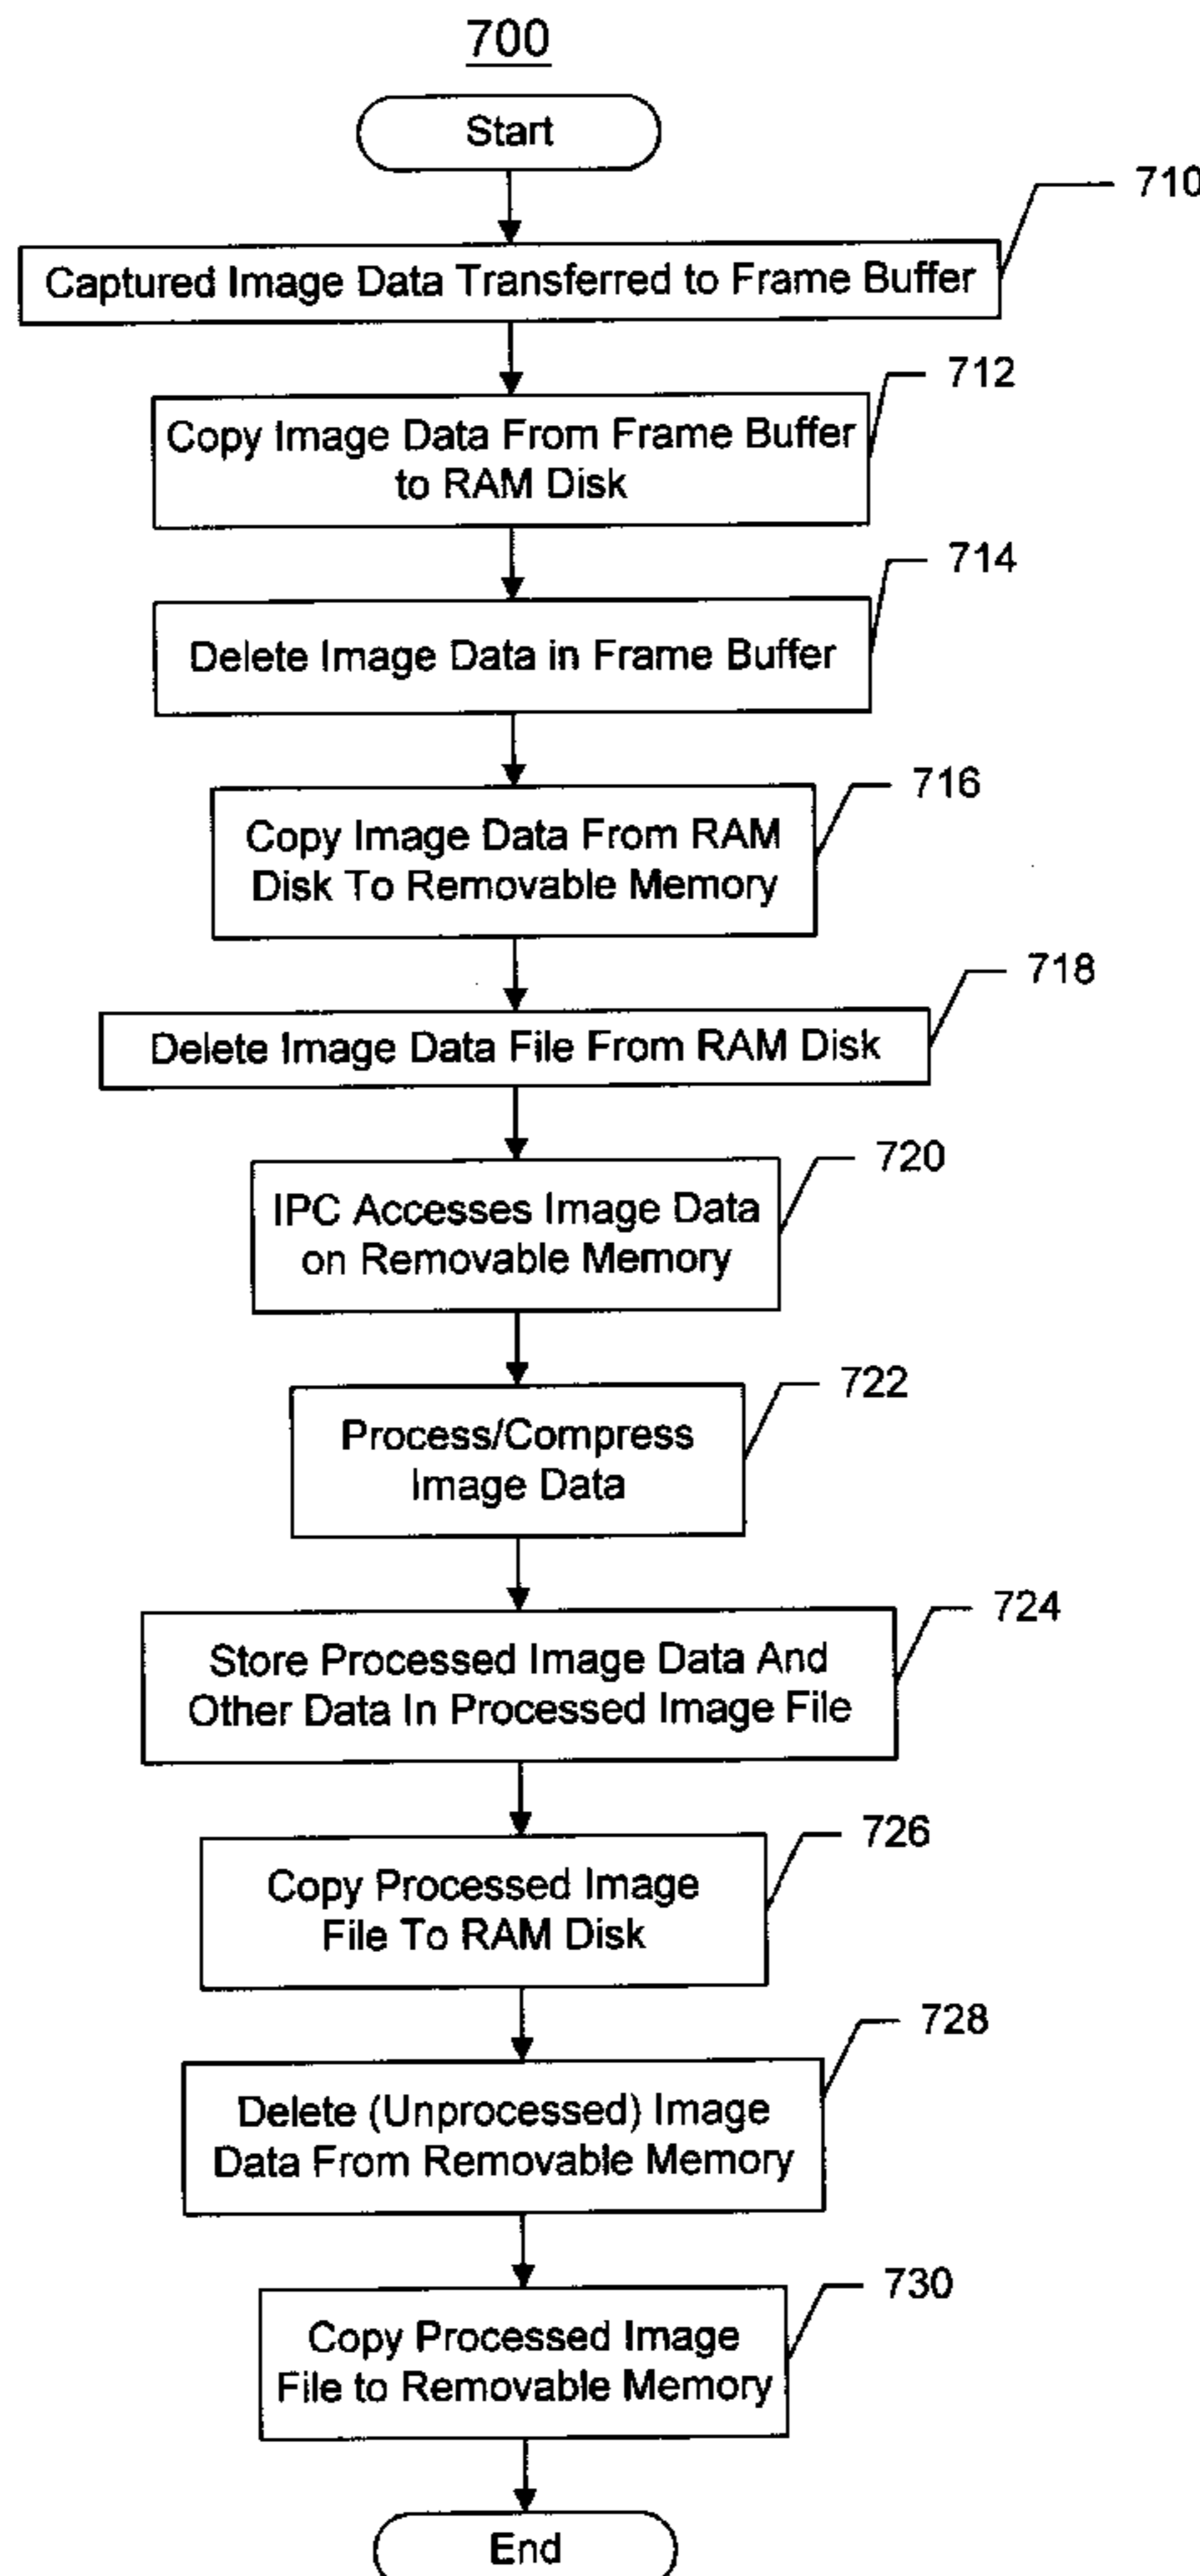 700
Start
710
Captured Image Data Transferred to Frame Buffer
712
Copy Image Data From Frame Buffer
to RAM Disk
714
Delete Image Data in Frame Buffer
716
Copy Image Data From RAM
Disk To Removable Memory
718
Delete Image Data File From RAM Disk
720
IPC Accesses Image Data
on Removable Memory
722
Process/Compress
Image Data
724
Store Processed Image Data And
Other Data In Processed Image File
726
Copy Processed Image
File To RAM Disk
728
Delete (Unprocessed) Image
Data From Removable Memory
730
Copy Processed Image
File to Removable Memory
End